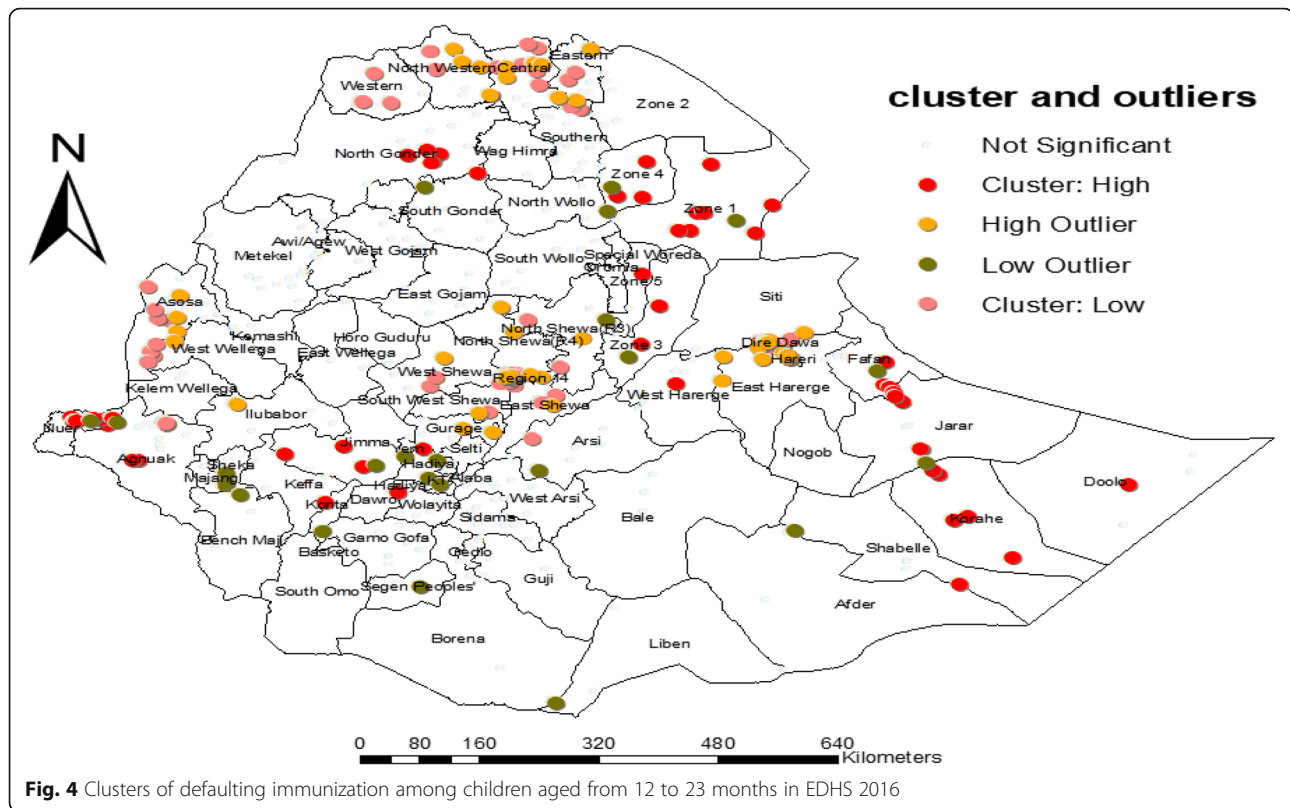 N
cluster and outliers
Not Significant
Cluster: High
High Outlier
Low Outlier
Cluster: Low
Western
North Western
Central
Eastern
Zone 2
Southern
North Gonder
Wag Himra
Zone 4
South Gonder
North Wollo
Zone 1
Awi/Agew
West Gojam
Metekel
South Wollo
Special Woreda
Oromia
Zone 5
East Gojam
Siti
Asosa
Kamashi
Horo Guduru
North Shewa(R3)
North Shewa(R4)
Zone 3
Dire Dawa
West Wellega
East Wellega
Hareri
Fafan
West Shewa
Region 14
Kelem Wellega
West Harerge
East Harerge
South West Shewa
East Shewa
Ilubabor
Nuer
Gurage
Arsi
Jarar
Agnuak
Jimma
Yem
Selti
Nogob
Sheka
Hadiya
Majang
Keffa
KT
Alaba
Doolo
Hadiya
Konta
Dawro
Wolayita
West Arsi
Korahe
Sidama
Bale
Bench Maji
Gamo Gofa
Shabelle
Basketo
Gedio
Guji
South Omo
Segen Peoples'
Afder
Borena
Liben
0 80 160 320 480 640
Kilometers
Fig. 4 Clusters of defaulting immunization among children aged from 12 to 23 months in EDHS 2016